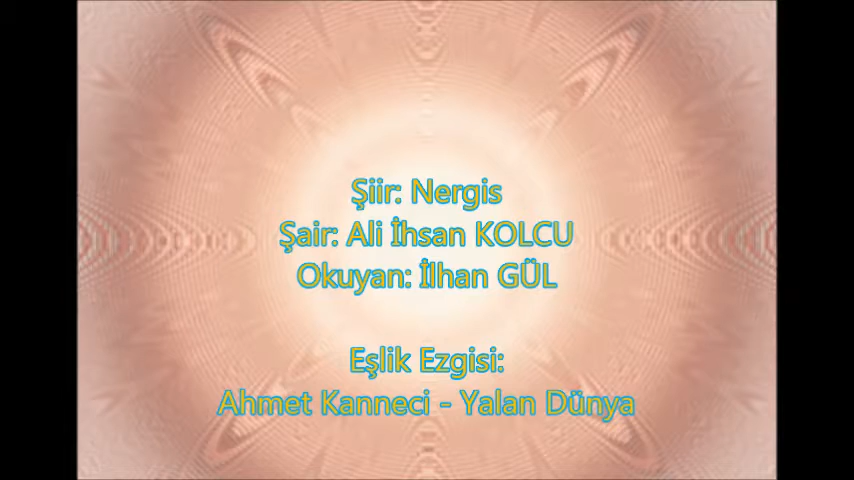 Şiir: Nergis
Şair: Ali İhsan KOLCU
Okuyan: İlhan GÜL
Eşlik Ezgisi:
Ahmet Kanneci - Yalan Dünya